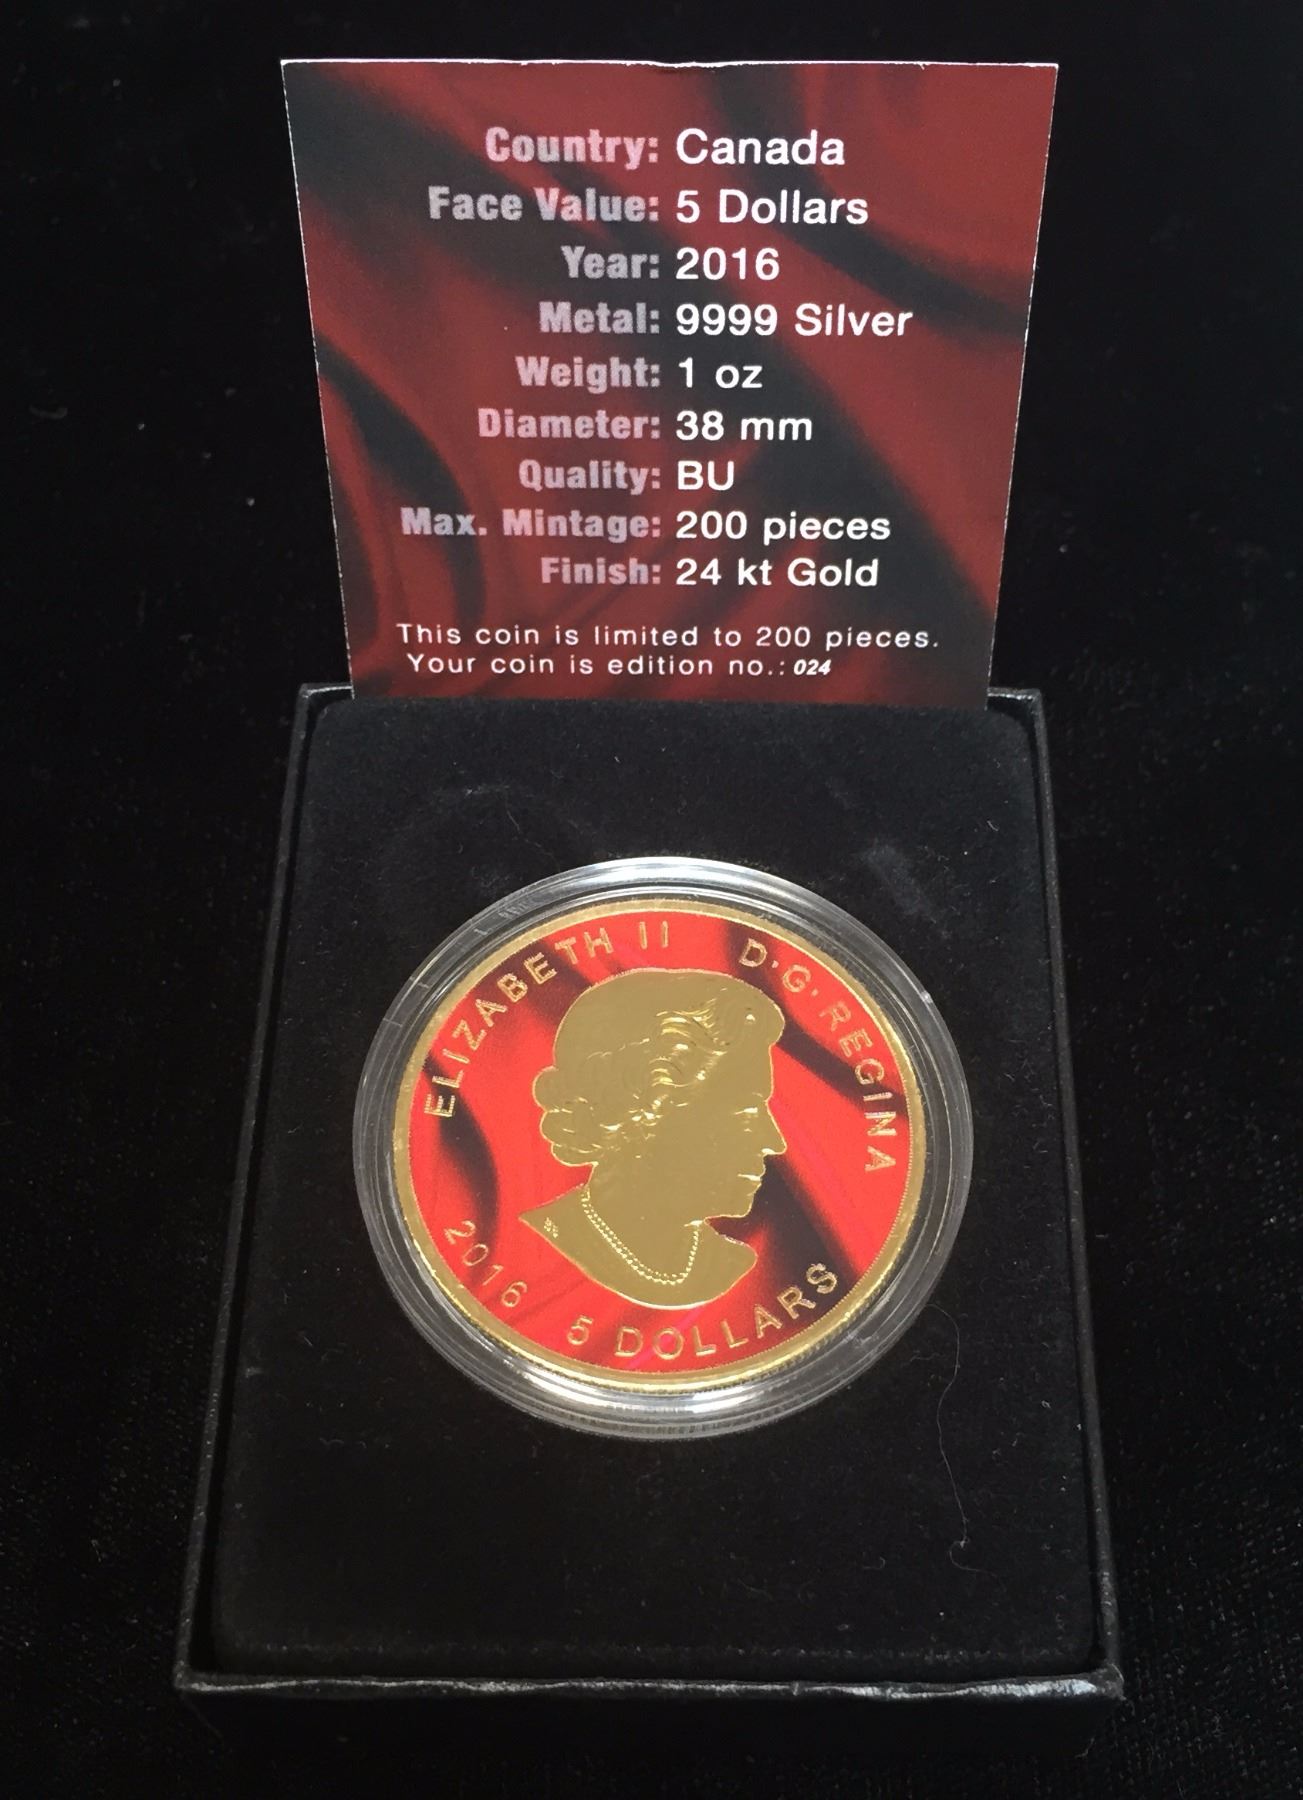 Country: Canada
Face Value: 5 Dollars
Year: 2016
Metal: 9999 Silver
Weight: 1 oz
Diameter: 38 mm
Quality: BU
Max. Mintage: 200 pieces
Finish: 24 kt Gold
This coin is limited to 200 pieces.
Your coin is edition no.: 024
ELIZABETH II D·G·REGINA
2016 5 DOLLARS